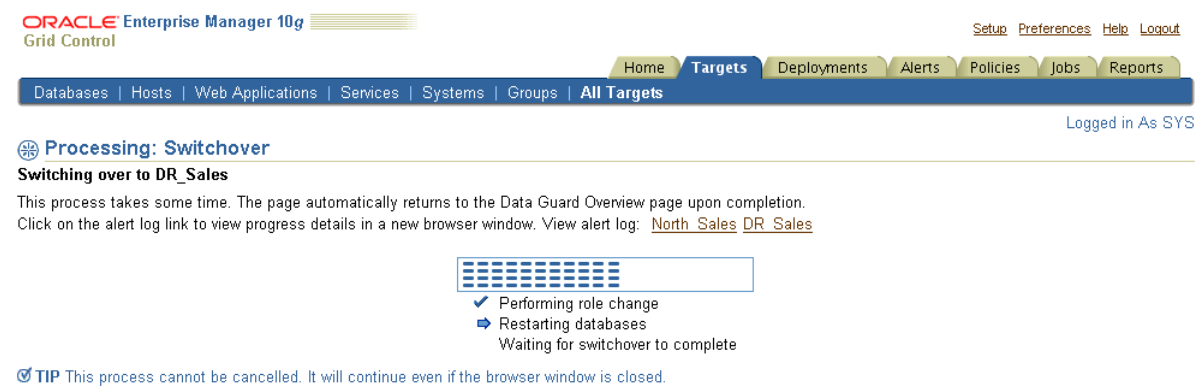 ORACLE Enterprise Manager 10g
Grid Control
Setup Preferences Help Logout
Home Targets Deployments Alerts Policies Jobs Reports
Databases | Hosts | Web Applications | Services | Systems | Groups | All Targets
Logged in As SYS
Processing: Switchover
Switching over to DR_Sales
This process takes some time. The page automatically returns to the Data Guard Overview page upon completion.
Click on the alert log link to view progress details in a new browser window. View alert log: North_Sales DR_Sales
Performing role change
Restarting databases
Waiting for switchover to complete
TIP This process cannot be cancelled. It will continue even if the browser window is closed.